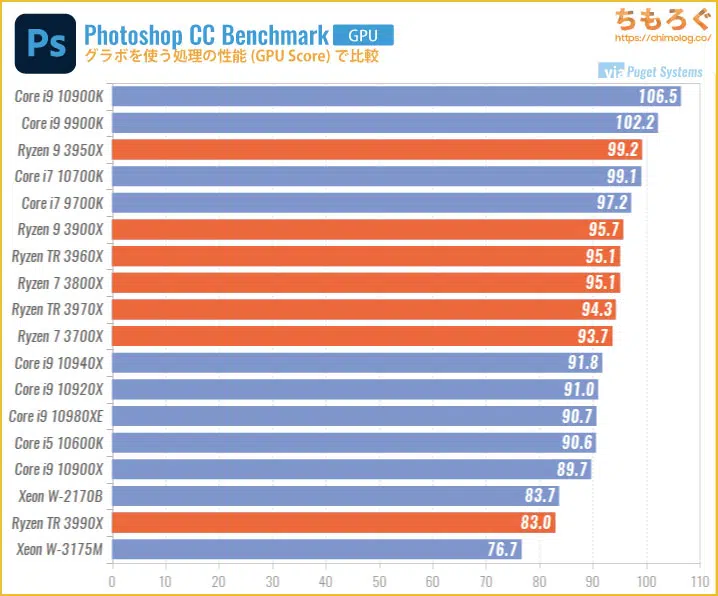 ちもろぐ
https://chimolog.co/
Ps
Photoshop CC Benchmark GPU
グラボを使う処理の性能 (GPU Score) で比較
via Puget Systems
Core i9 10900K 106.5
Core i9 9900K 102.2
Ryzen 9 3950X 99.2
Core i7 10700K 99.1
Core i7 9700K 97.2
Ryzen 9 3900X 95.7
Ryzen TR 3960X 95.1
Ryzen 7 3800X 95.1
Ryzen TR 3970X 94.3
Ryzen 7 3700X 93.7
Core i9 10940X 91.8
Core i9 10920X 91.0
Core i9 10980XE 90.7
Core i5 10600K 90.6
Core i9 10900X 89.7
Xeon W-2170B 83.7
Ryzen TR 3990X 83.0
Xeon W-3175M 76.7
0 10 20 30 40 50 60 70 80 90 100 110